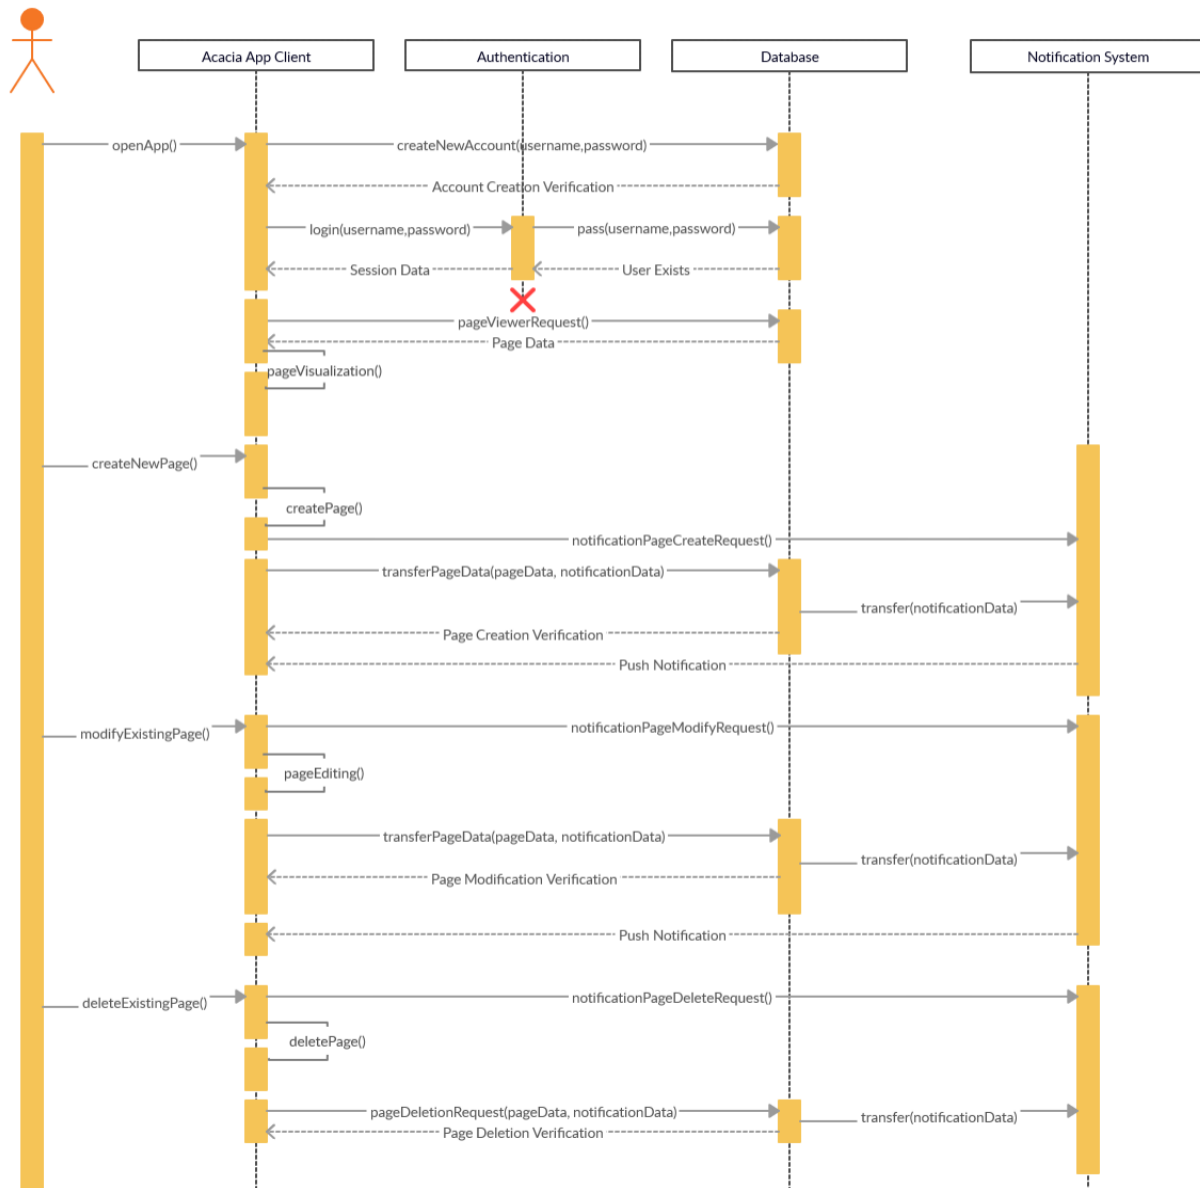 Acacia App Client
Authentication
Database
Notification System
openApp()
createNewAccount(username,password)
Account Creation Verification
login(username,password)
pass(username,password)
Session Data
User Exists
pageViewerRequest()
Page Data
pageVisualization()
createNewPage()
createPage()
notificationPageCreateRequest()
transferPageData(pageData, notificationData)
transfer(notificationData)
Page Creation Verification
Push Notification
modifyExistingPage()
notificationPageModifyRequest()
pageEditing()
transferPageData(pageData, notificationData)
transfer(notificationData)
Page Modification Verification
Push Notification
deleteExistingPage()
notificationPageDeleteRequest()
deletePage()
pageDeletionRequest(pageData, notificationData)
transfer(notificationData)
Page Deletion Verification